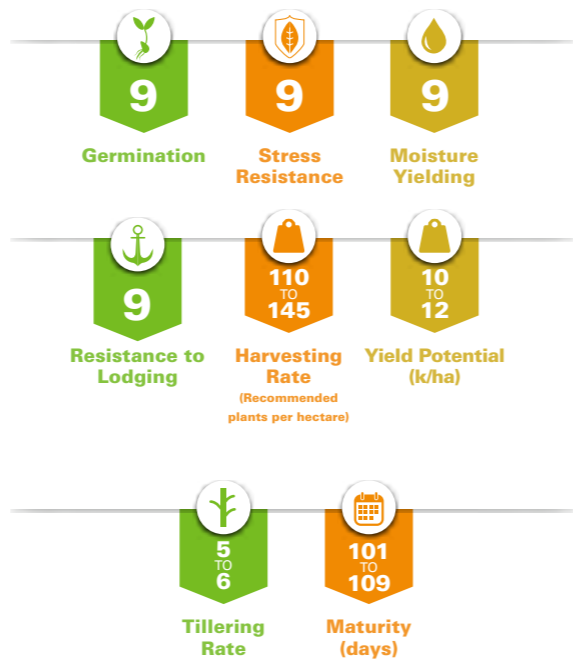 9
Germination
9
Stress
Resistance
9
Moisture
Yielding
9
Resistance to
Lodging
110
TO
145
Harvesting
Rate
(Recommended
plants per hectare)
10
TO
12
Yield Potential
(k/ha)
5
TO
6
Tillering
Rate
101
TO
109
Maturity
(days)